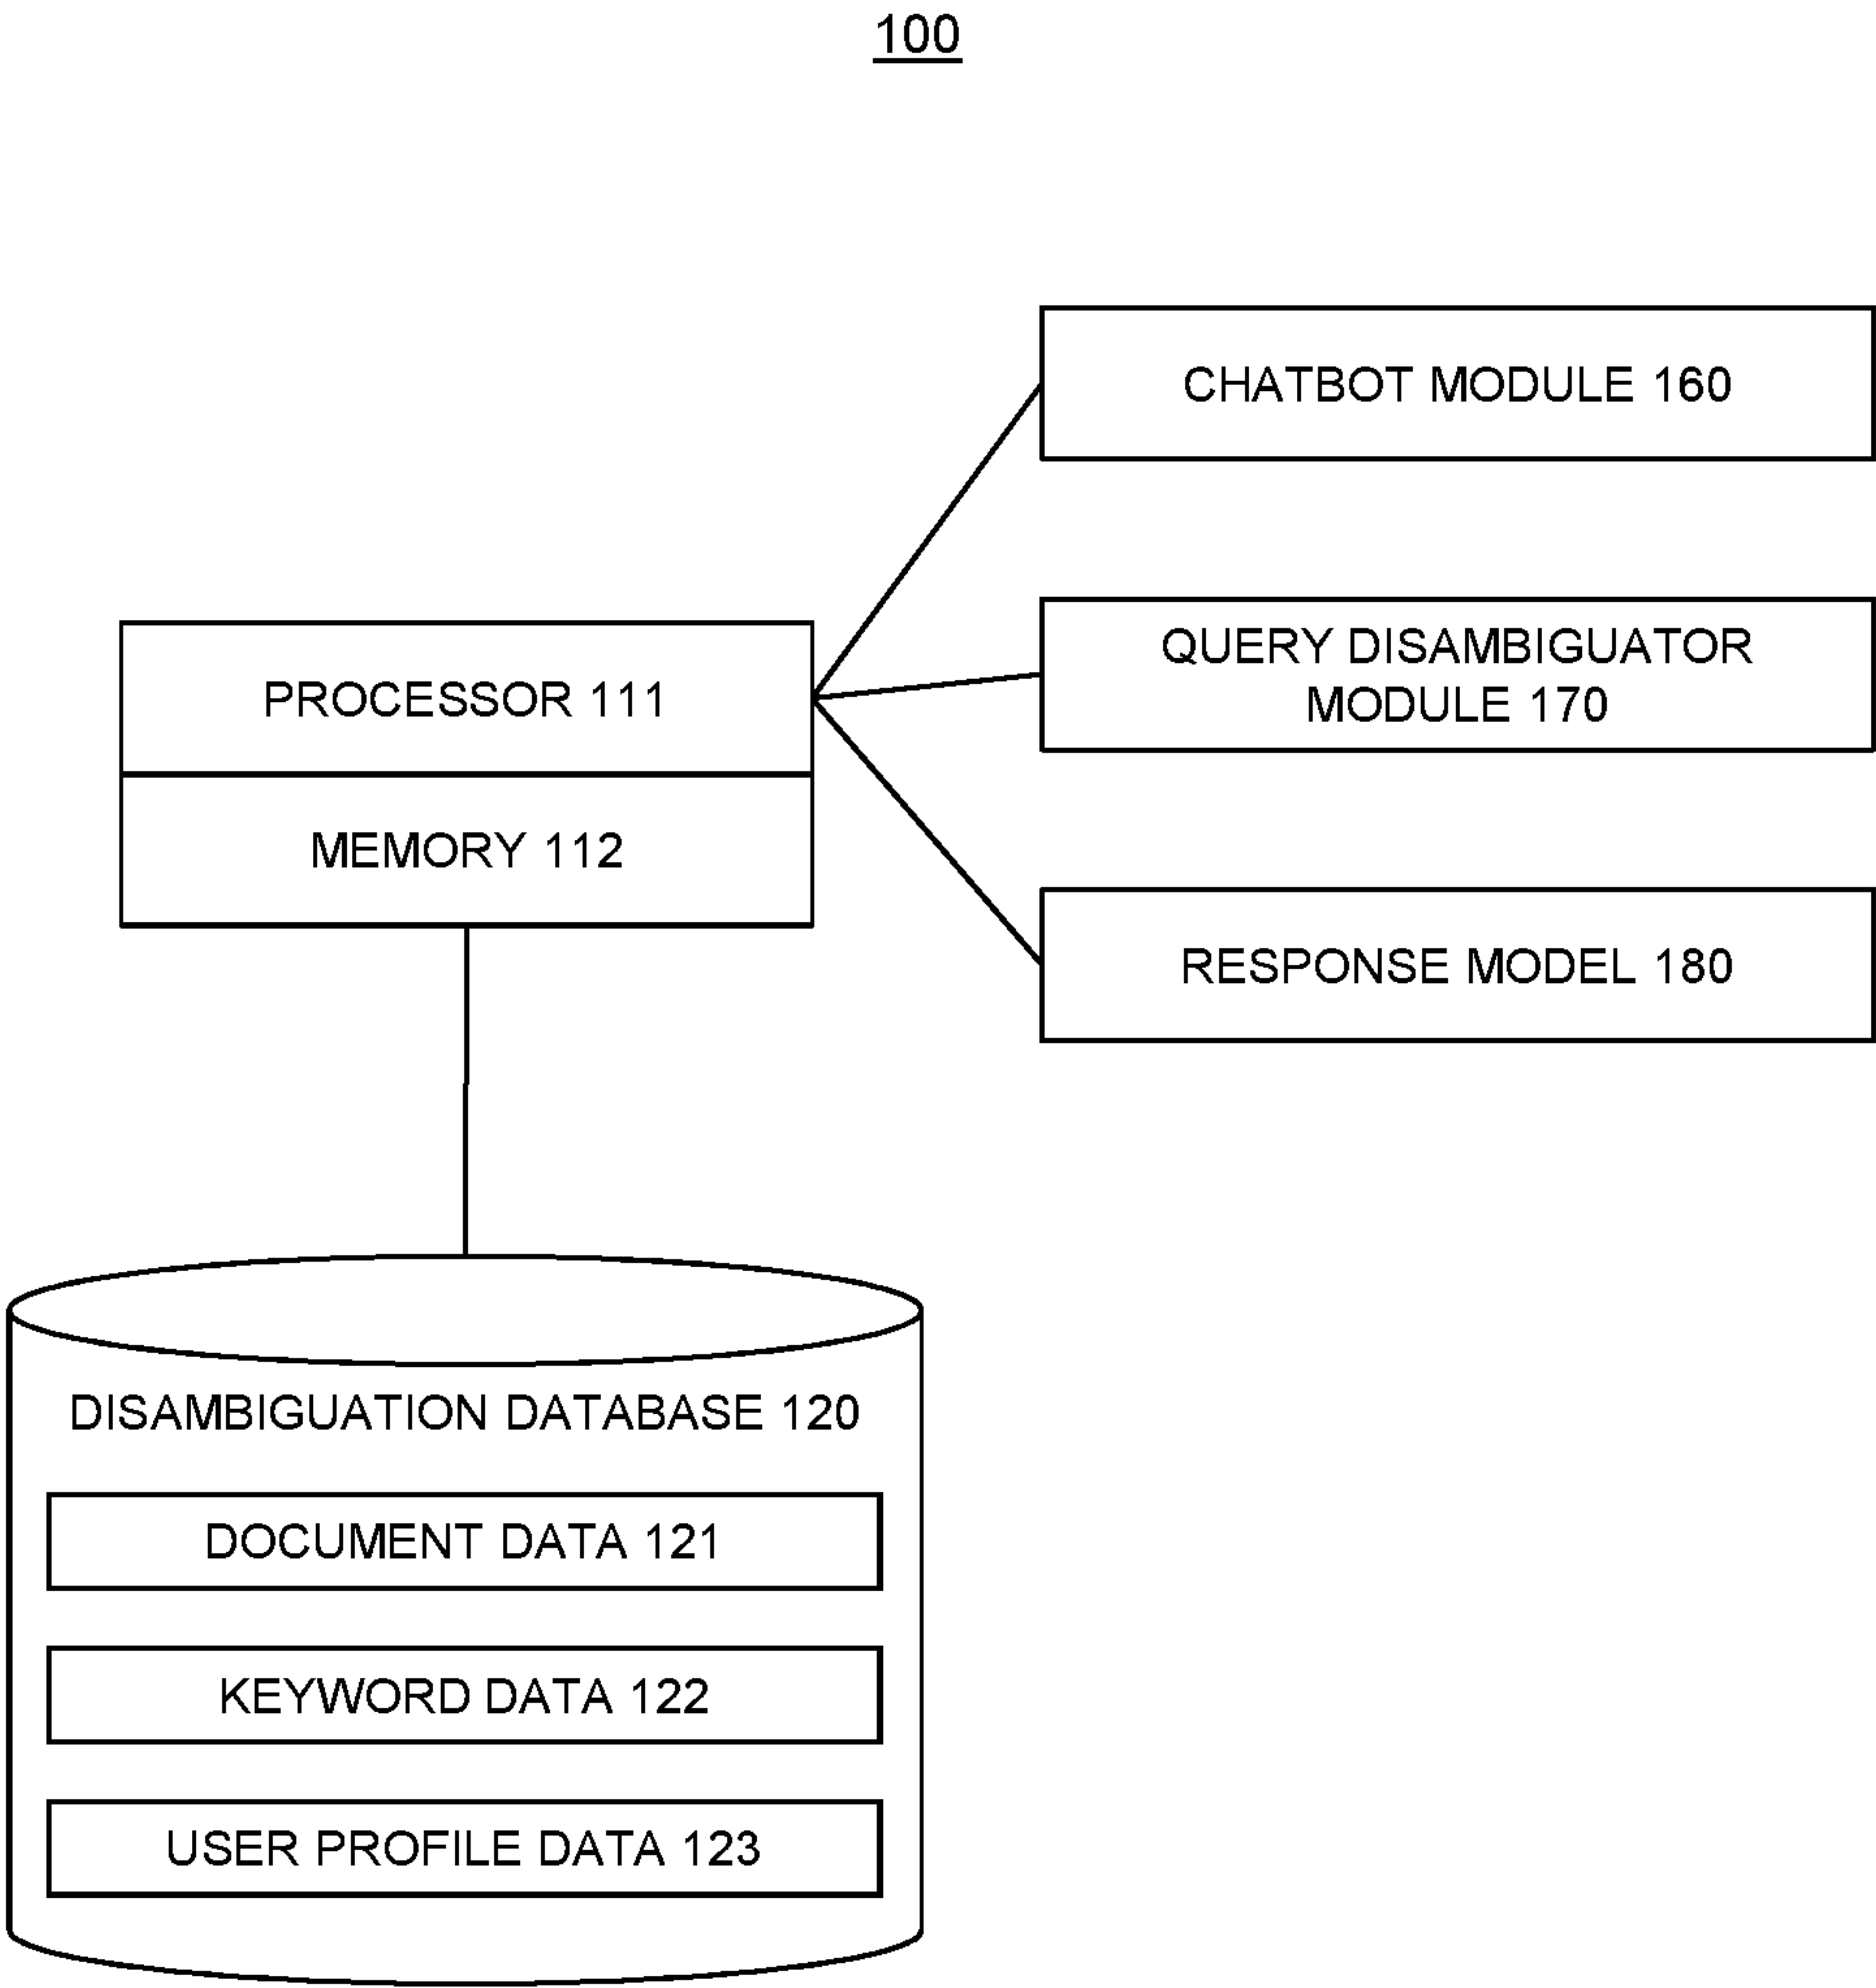 100
CHATBOT MODULE 160
QUERY DISAMBIGUATOR
MODULE 170
PROCESSOR 111
MEMORY 112
RESPONSE MODEL 180
DISAMBIGUATION DATABASE 120
DOCUMENT DATA 121
KEYWORD DATA 122
USER PROFILE DATA 123